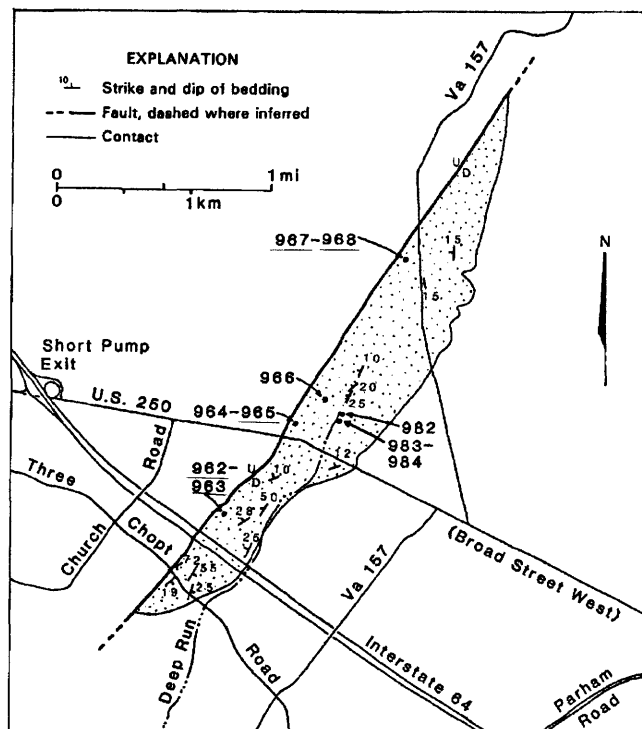 EXPLANATION
10 Strike and dip of bedding
Fault, dashed where inferred
Contact
0 1 mi
0 1 km
Va 157
U
D
967-968
15
15
N
Short Pump
Exit
U.S. 250
966
964-965
10
20
25
982
983-
984
12
962-
963
U
D
10
50
28
25
72
55
19
25
Three
Chopt
Road
Church
Road
Deep Run
Va 157
Interstate 64
(Broad Street West)
Parham
Road